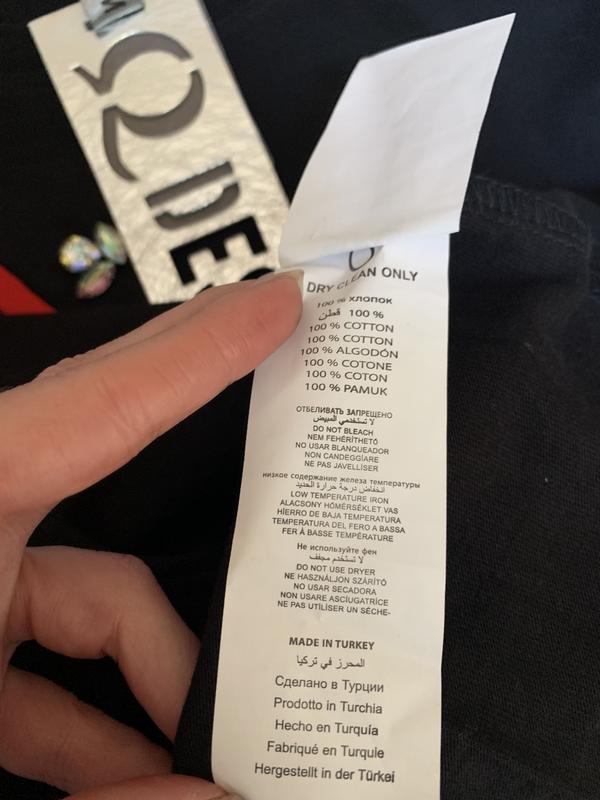 DES
DRY CLEAN ONLY
100 % ХЛОПОК
قطن 100 %
100 % COTTON
100 % COTTON
100 % ALGODÓN
100 % COTONE
100 % COTON
100 % PAMUK
ОТБЕЛИВАТЬ ЗАПРЕЩЕНО
لا تستخدمي المبيض
DO NOT BLEACH
NEM FEHÉRÍTHETŐ
NO USAR BLANQUEADOR
NON CANDEGGIARE
NE PAS JAVELLISER
низкое содержание железа температуры
انخفاض درجة حرارة الحديد
LOW TEMPERATURE IRON
ALACSONY HŐMÉRSÉKLET VAS
HİERRO DE BAJA TEMPERATURA
TEMPERATURA DEL FERO A BASSA
FER À BASSE TEMPÉRATURE
Не используйте фен
لا تستخدم مجفف
DO NOT USE DRYER
NE HASZNÁLJON SZÁRÍTÓ
NO USAR SECADORA
NON USARE ASCIUGATRICE
NE PAS UTILISER UN SÉCHE-
MADE IN TURKEY
المحرز في تركيا
Сделано в Турции
Prodotto in Turchia
Hecho en Turquía
Fabriqué en Turquie
Hergestellt in der Türkei